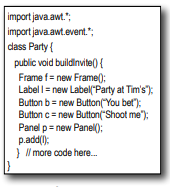 import java.awt.*;
import java.awt.event.*;
class Party {
public void buildInvite() {
Frame f = new Frame();
Label l = new Label("Party at Tim's");
Button b = new Button("You bet");
Button c = new Button("Shoot me");
Panel p = new Panel();
p.add(l);
} // more code here...
}